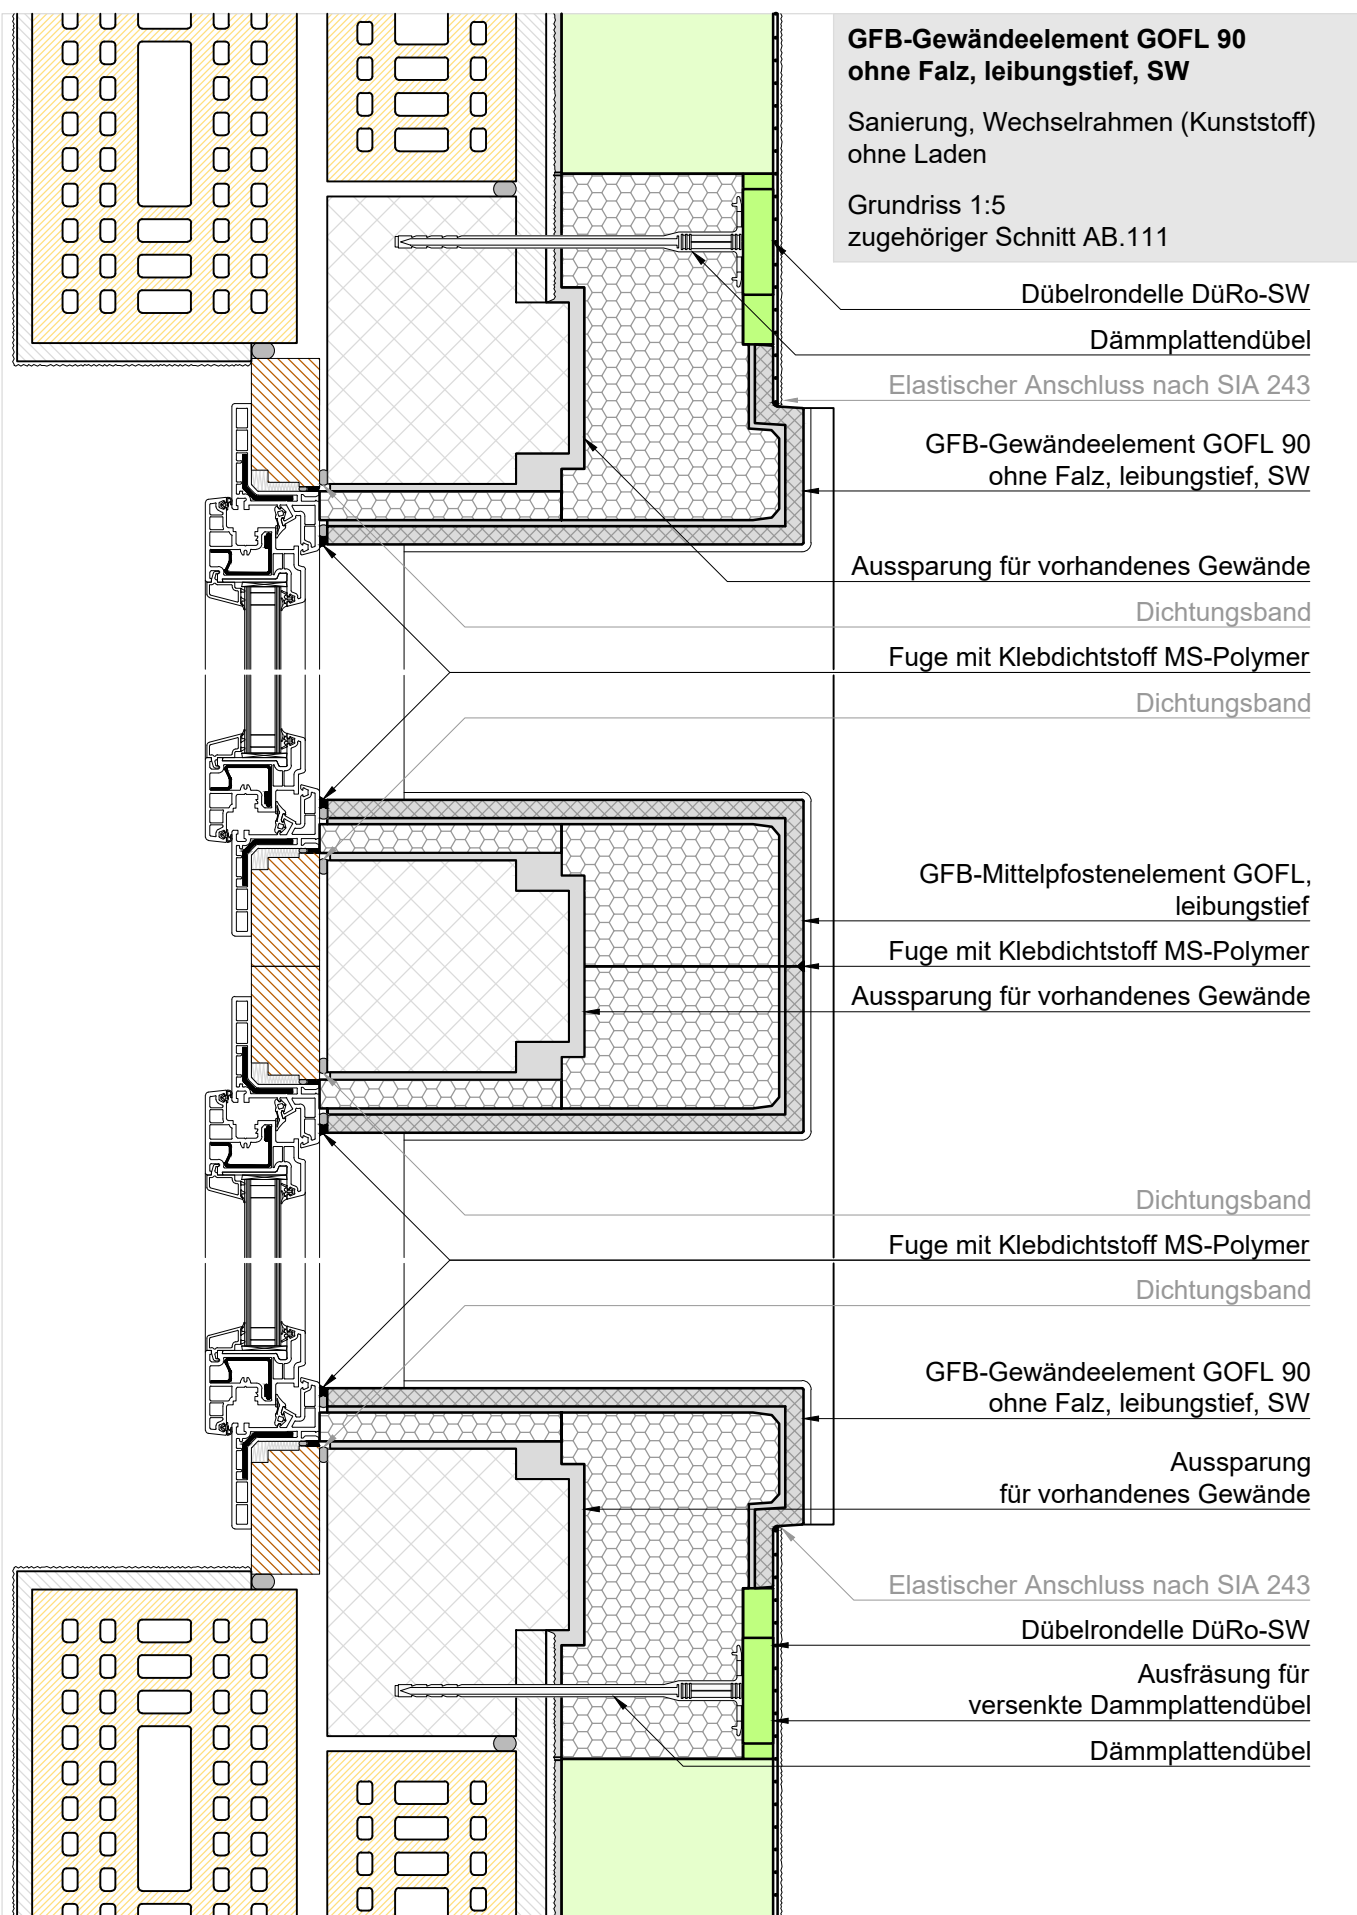 GFB-Gewändeelement GOFL 90
ohne Falz, leibungstief, SW
Sanierung, Wechselrahmen (Kunststoff)
ohne Laden
Grundriss 1:5
zugehöriger Schnitt AB.111
Dübelrondelle DüRo-SW
Dämmplattendübel
Elastischer Anschluss nach SIA 243
GFB-Gewändeelement GOFL 90
ohne Falz, leibungstief, SW
Aussparung für vorhandenes Gewände
Dichtungsband
Fuge mit Klebdichtstoff MS-Polymer
Dichtungsband
GFB-Mittelpfostenelement GOFL,
leibungstief
Fuge mit Klebdichtstoff MS-Polymer
Aussparung für vorhandenes Gewände
Dichtungsband
Fuge mit Klebdichtstoff MS-Polymer
Dichtungsband
GFB-Gewändeelement GOFL 90
ohne Falz, leibungstief, SW
Aussparung
für vorhandenes Gewände
Elastischer Anschluss nach SIA 243
Dübelrondelle DüRo-SW
Ausfräsung für
versenkte Dammplattendübel
Dämmplattendübel